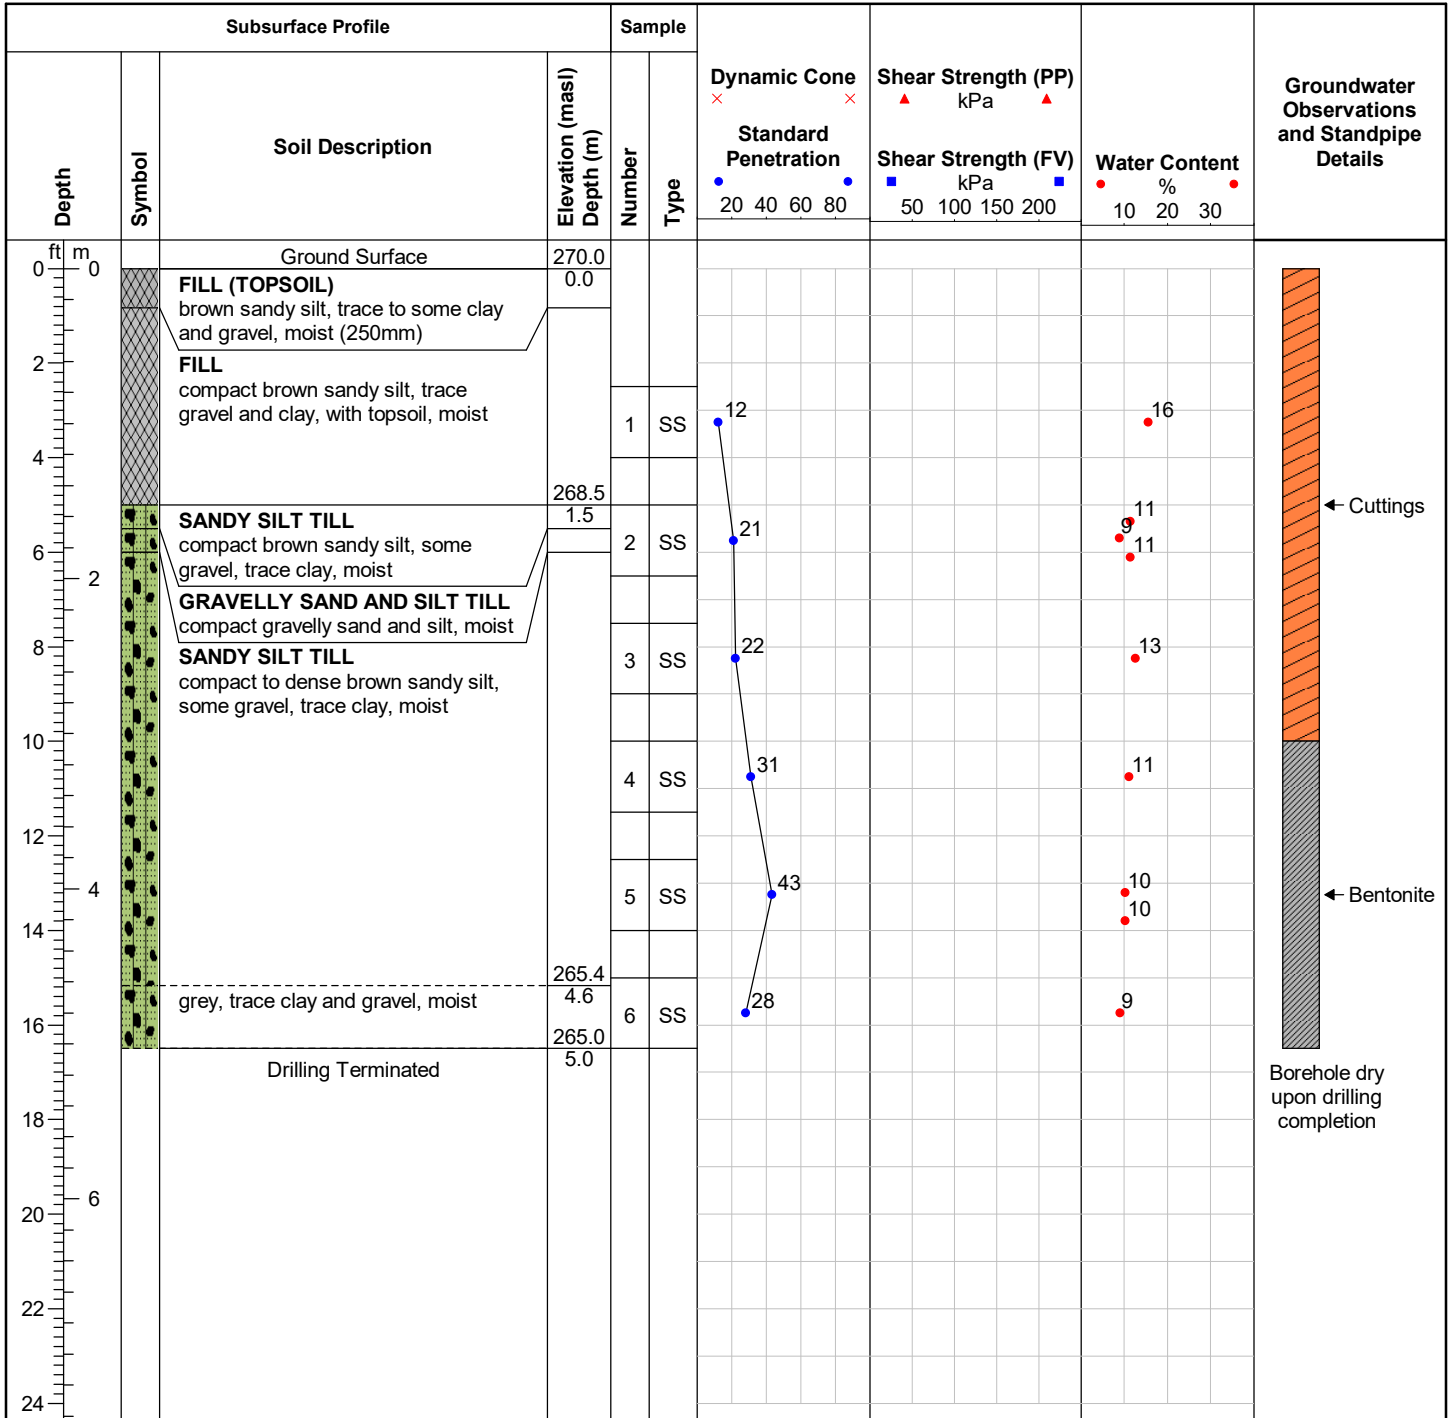 Subsurface Profile
Sample
Depth
Symbol
Soil Description
Elevation (masl)
Depth (m)
Number
Type
Dynamic Cone
Standard
Penetration
20 40 60 80
Shear Strength (PP)
kPa
Shear Strength (FV)
kPa
50 100 150 200
Water Content
%
10 20 30
Groundwater
Observations
and Standpipe
Details
ft m
Ground Surface
270.0
0 0
0.0
FILL (TOPSOIL)
brown sandy silt, trace to some clay
and gravel, moist (250mm)
2
FILL
compact brown sandy silt, trace
gravel and clay, with topsoil, moist
1 SS
12
16
4
268.5
1.5
SANDY SILT TILL
compact brown sandy silt, some
gravel, trace clay, moist
2 SS
21
11
9
11
Cuttings
6
2
GRAVELLY SAND AND SILT TILL
compact gravelly sand and silt, moist
8
SANDY SILT TILL
compact to dense brown sandy silt,
some gravel, trace clay, moist
3 SS
22
13
10
4 SS
31
11
12
4
5 SS
43
10
10
Bentonite
14
265.4
4.6
grey, trace clay and gravel, moist
6 SS
28
9
16
265.0
5.0
Drilling Terminated
Borehole dry
upon drilling
completion
18
6
20
22
24